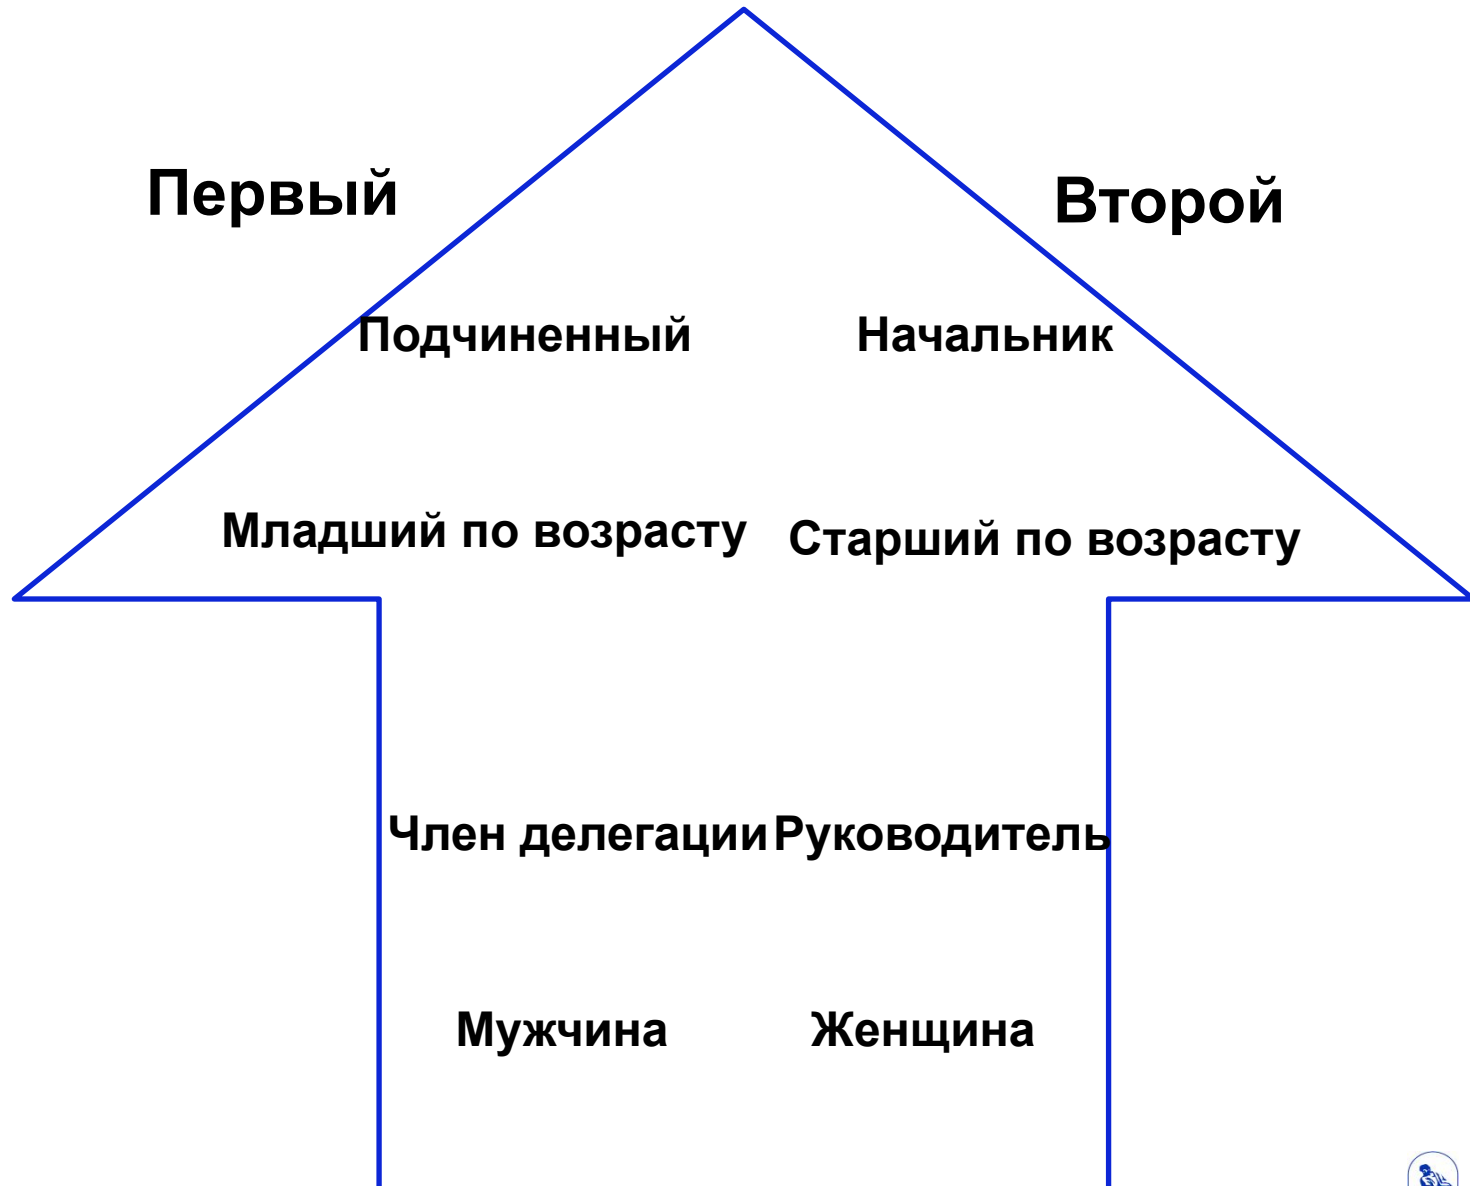 Первый Второй
Подчиненный Начальник
Младший по возрасту Старший по возрасту
Член делегации Руководитель
Мужчина Женщина